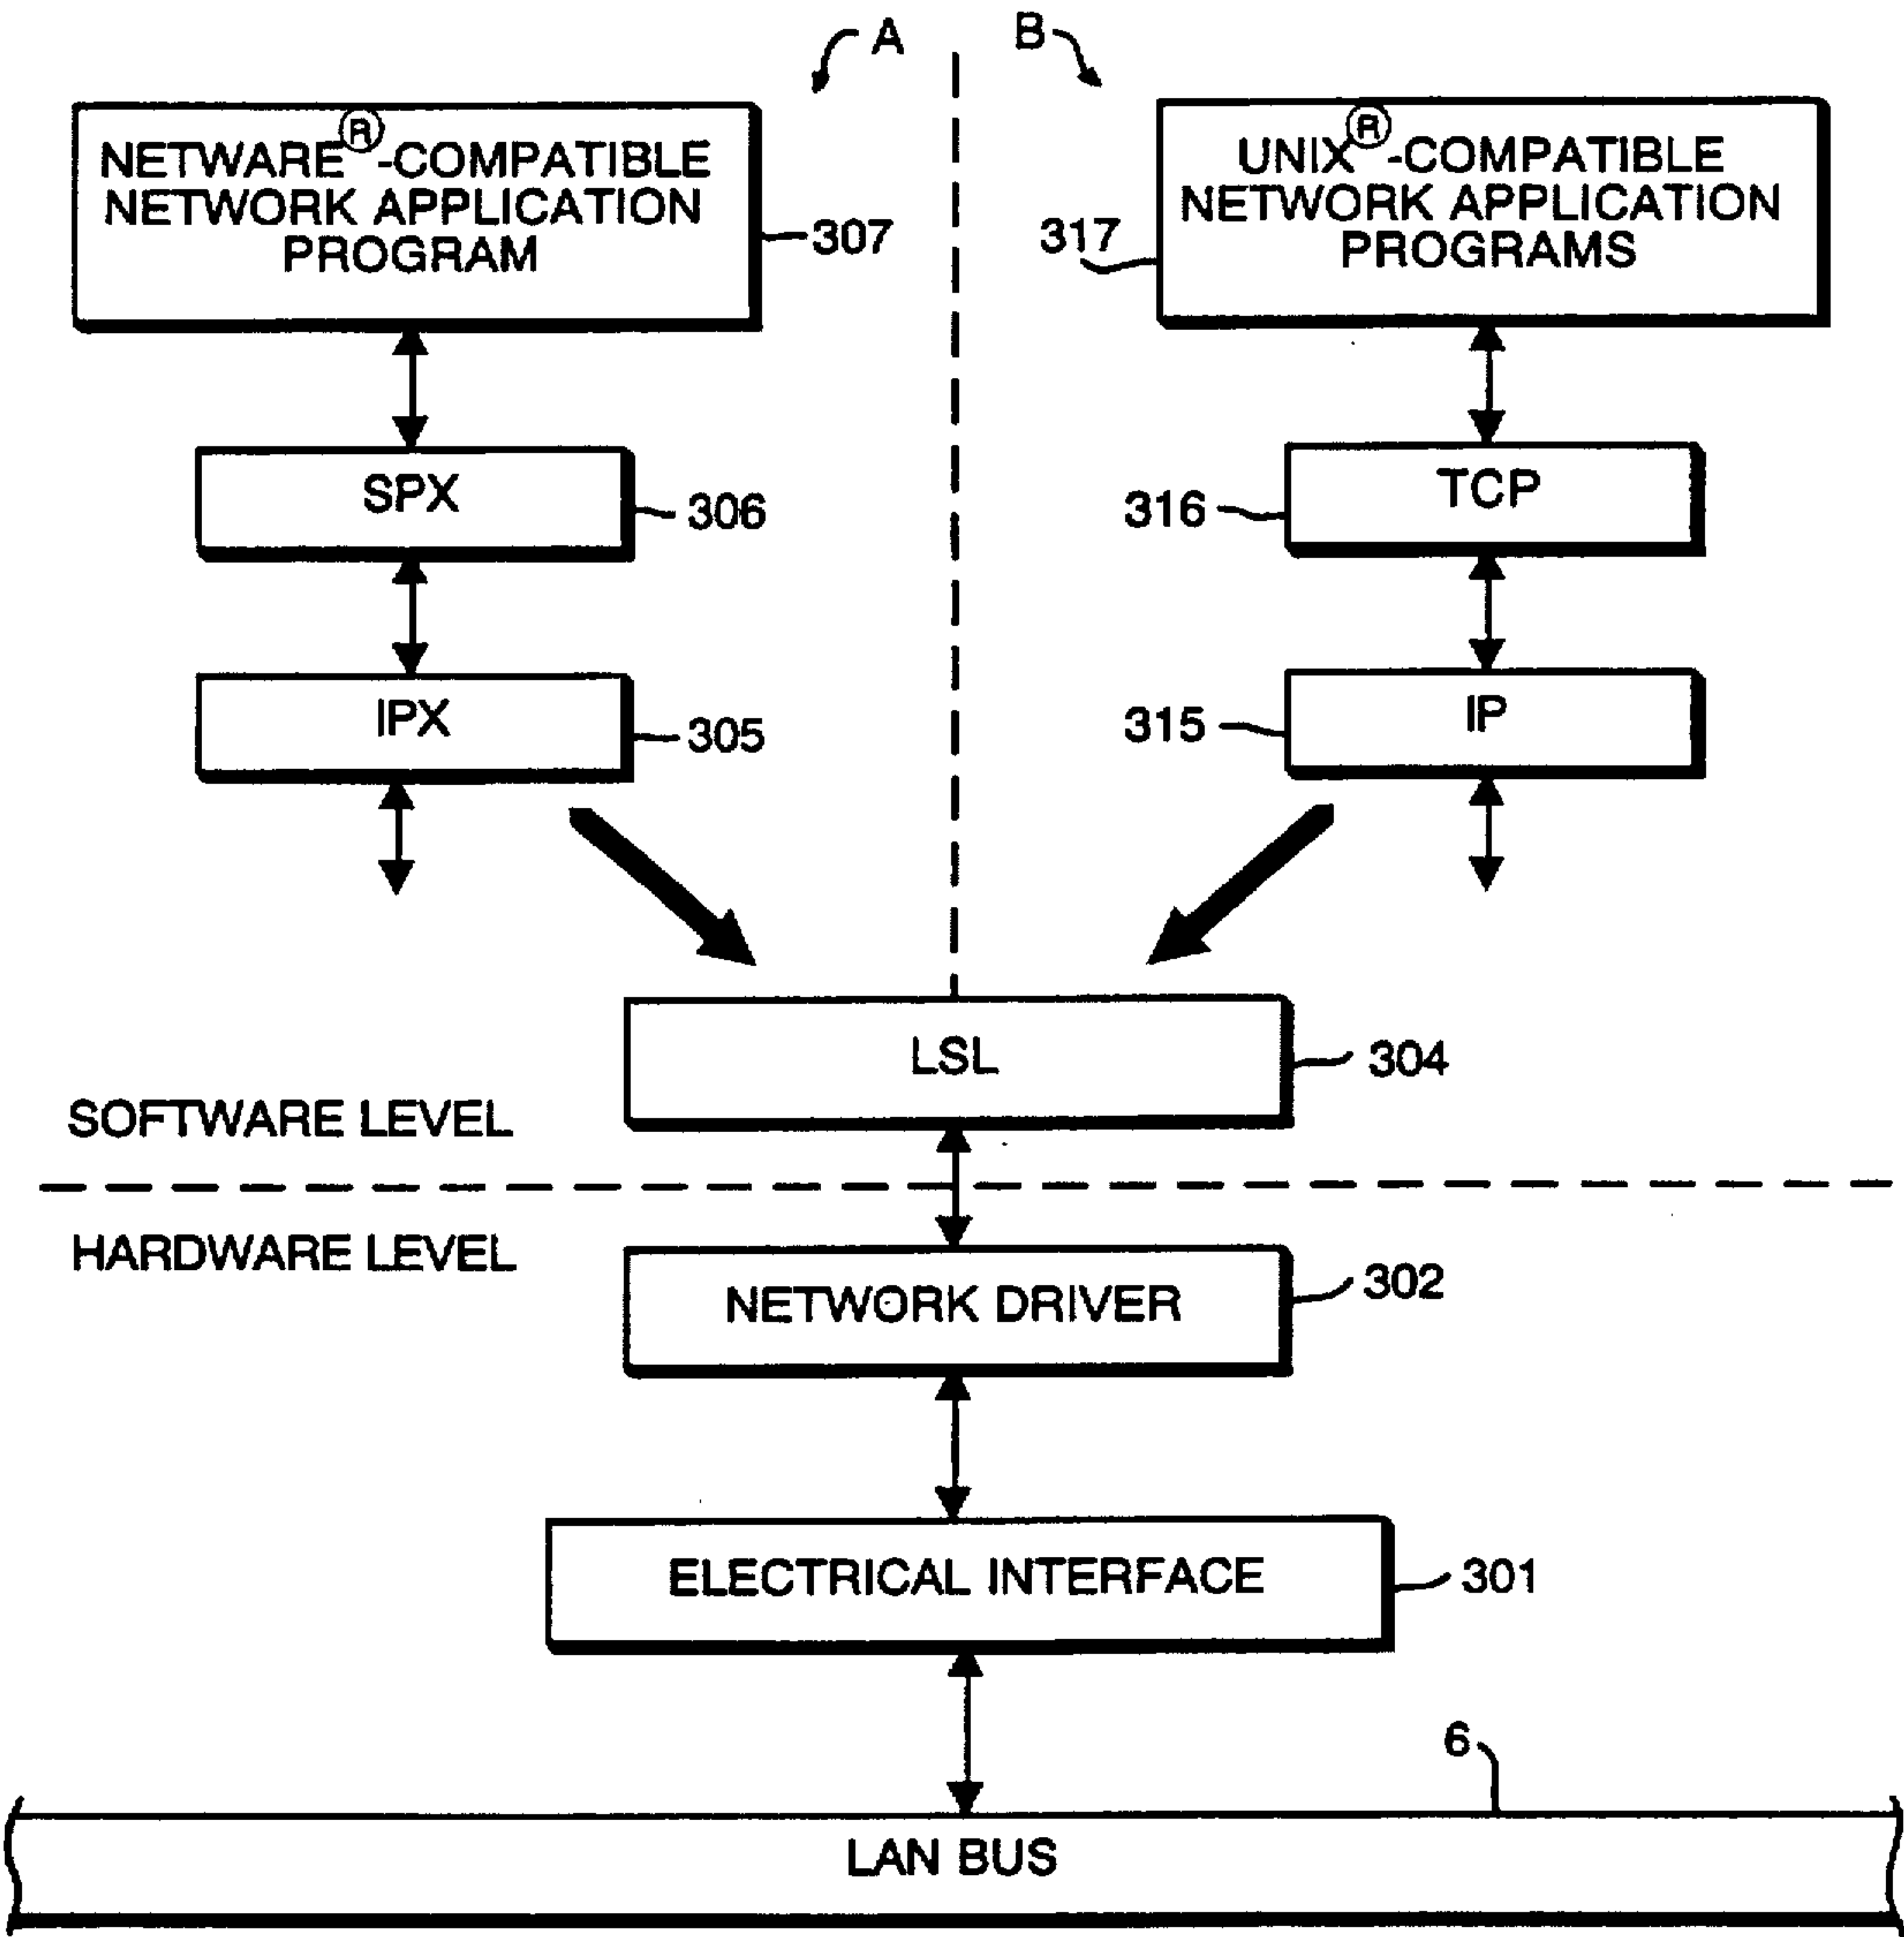 A
B
NETWARE®-COMPATIBLE
NETWORK APPLICATION
PROGRAM
307
UNIX®-COMPATIBLE
NETWORK APPLICATION
PROGRAMS
317
SPX
306
TCP
316
IPX
305
IP
315
LSL
304
SOFTWARE LEVEL
HARDWARE LEVEL
NETWORK DRIVER
302
ELECTRICAL INTERFACE
301
6
LAN BUS